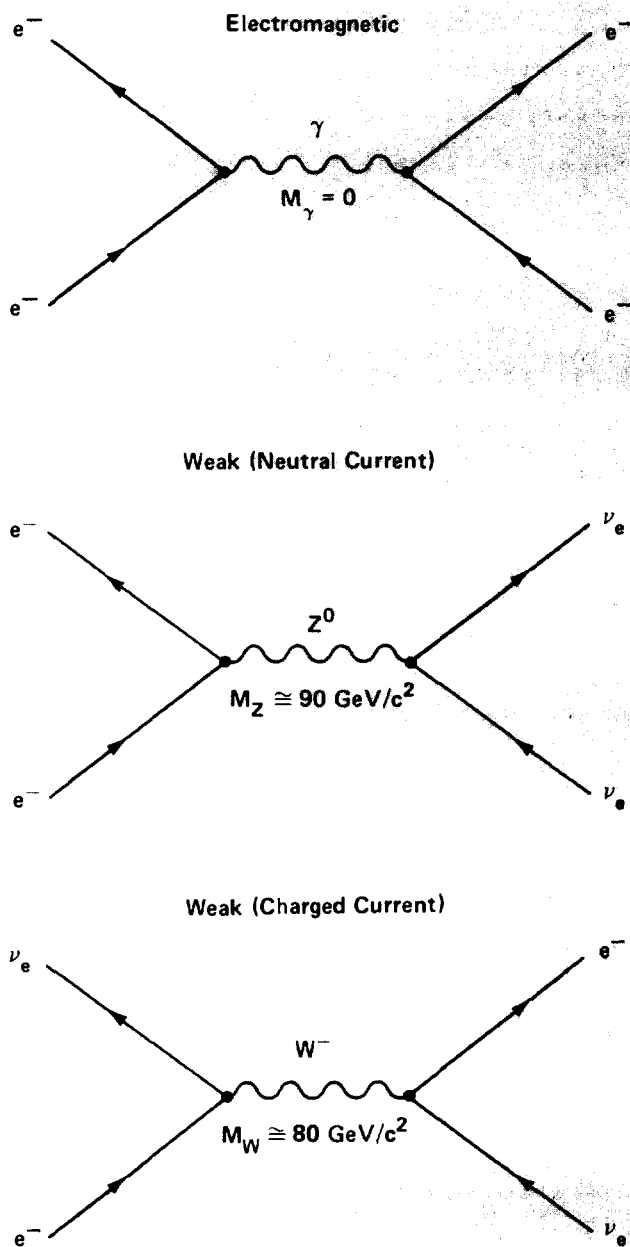 Electromagnetic
e⁻ e⁻
γ
M_γ = 0
e⁻ e⁻
Weak (Neutral Current)
e⁻ ν_e
Z⁰
M_Z ≅ 90 GeV/c²
e⁻ ν_e
Weak (Charged Current)
ν_e e⁻
W⁻
M_W ≅ 80 GeV/c²
e⁻ ν_e